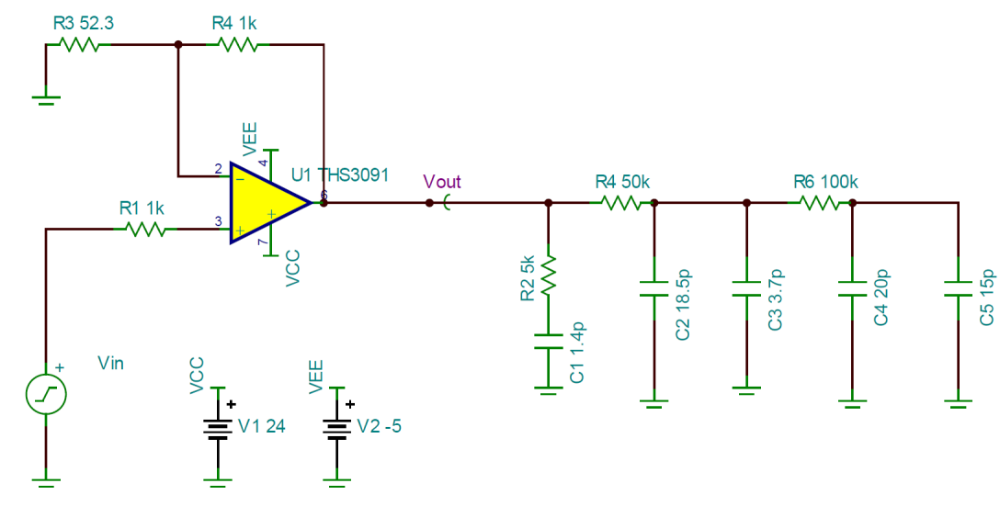 R3 52.3
R4 1k
VEE
4
2
U1 THS3091
6
Vout
R4 50k
R6 100k
R1 1k
3
7
VCC
R2 5k
C1 1.4p
C2 18.5p
C3 3.7p
C4 20p
C5 15p
Vin
+
VCC
+
V1 24
VEE
+
V2 -5